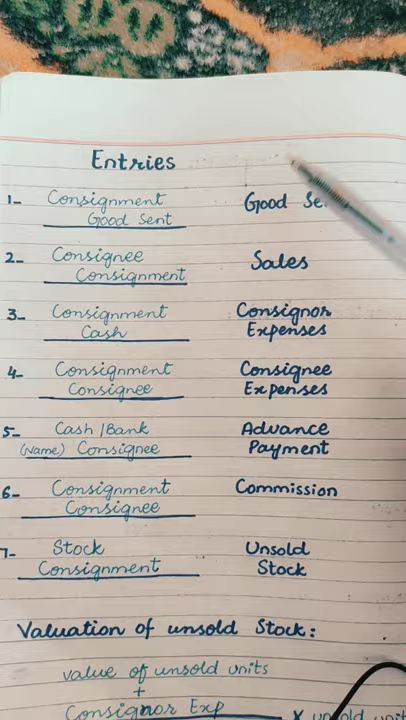 Entries
1- Consignment
Good Sent
Good Se
2- Consignee
Consignment
Sales
3- Consignment
Cash
Consignor
Expenses
4- Consignment
Consignee
Consignee
Expenses
5- Cash/Bank
(Name) Consignee
Advance
Payment
6- Consignment
Consignee
Commission
7- Stock
Consignment
Unsold
Stock
Valuation of unsold Stock:
value of unsold units
+
Consignor Exp x unsold